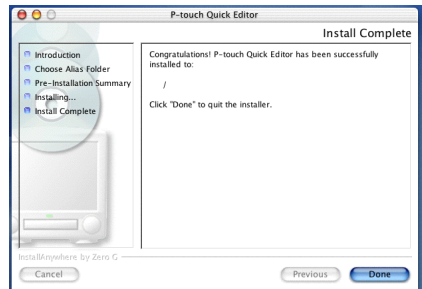 P-touch Quick Editor
Install Complete
Introduction
Choose Alias Folder
Pre-Installation Summary
Installing...
Install Complete
Congratulations! P-touch Quick Editor has been successfully
installed to:
/
Click "Done" to quit the installer.
InstallAnywhere by Zero G
Cancel
Previous
Done